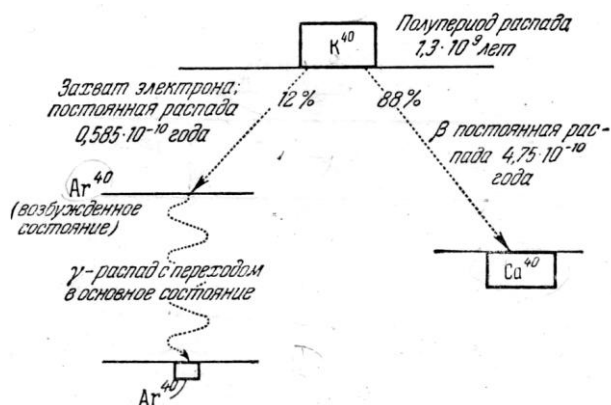 K⁴⁰
Полупериод распада
1,3·10⁹ лет
Захват электрона;
постоянная распада
0,585·10⁻¹⁰ года
12%
88%
β постоянная рас-
пада 4,75·10⁻¹⁰
года
Ar⁴⁰
(возбужденное
состояние)
γ-распад с переходом
в основное состояние
Ca⁴⁰
Ar⁴⁰